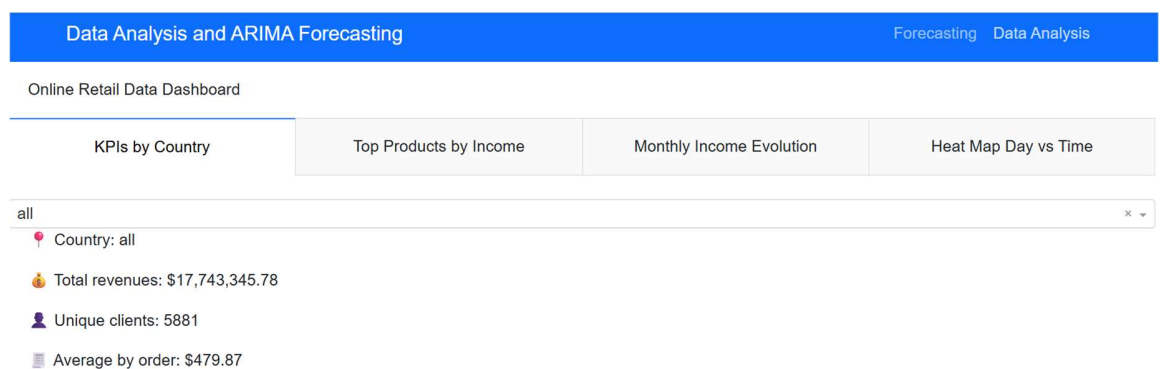 Data Analysis and ARIMA Forecasting Forecasting Data Analysis
Online Retail Data Dashboard
KPIs by Country Top Products by Income Monthly Income Evolution Heat Map Day vs Time
all ×
📍 Country: all
💰 Total revenues: $17,743,345.78
👤 Unique clients: 5881
🧾 Average by order: $479.87